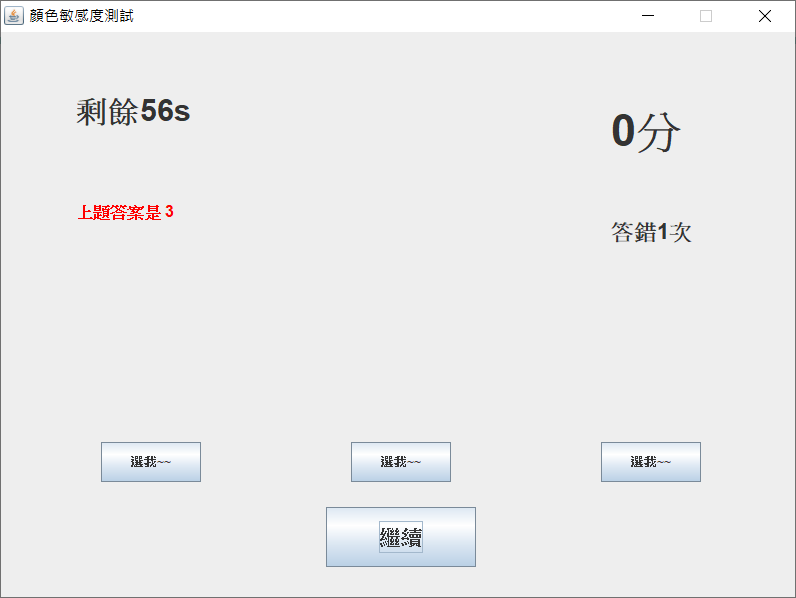 顏色敏感度測試
剩餘56s
0分
上題答案是 3
答錯1次
選我~~
選我~~
選我~~
繼續